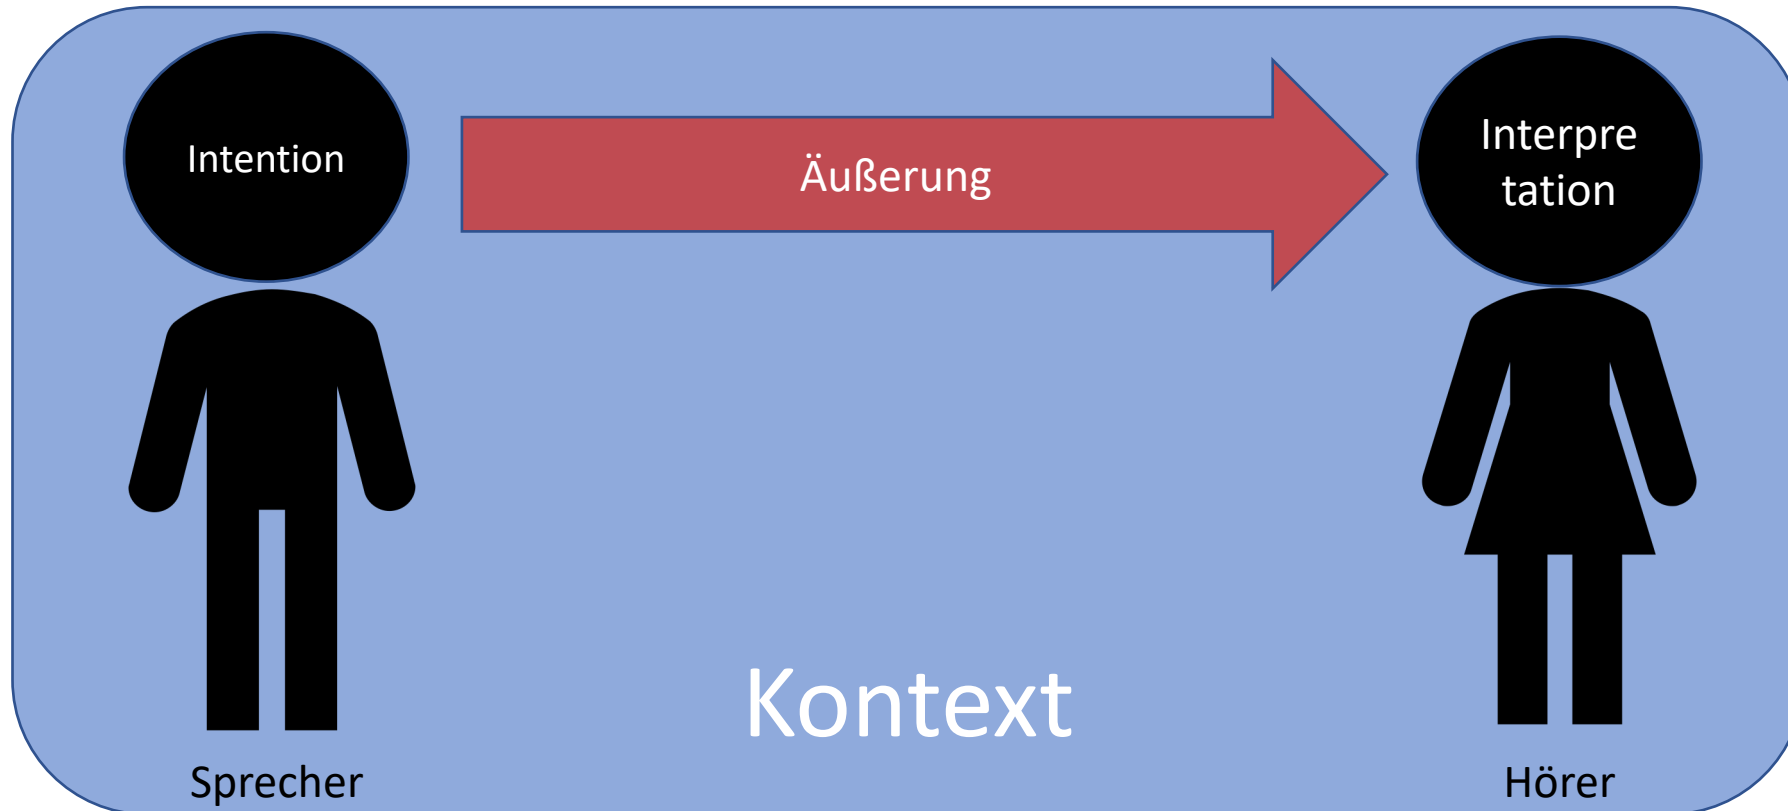 Intention
Äußerung
Interpre
tation
Kontext
Sprecher
Hörer